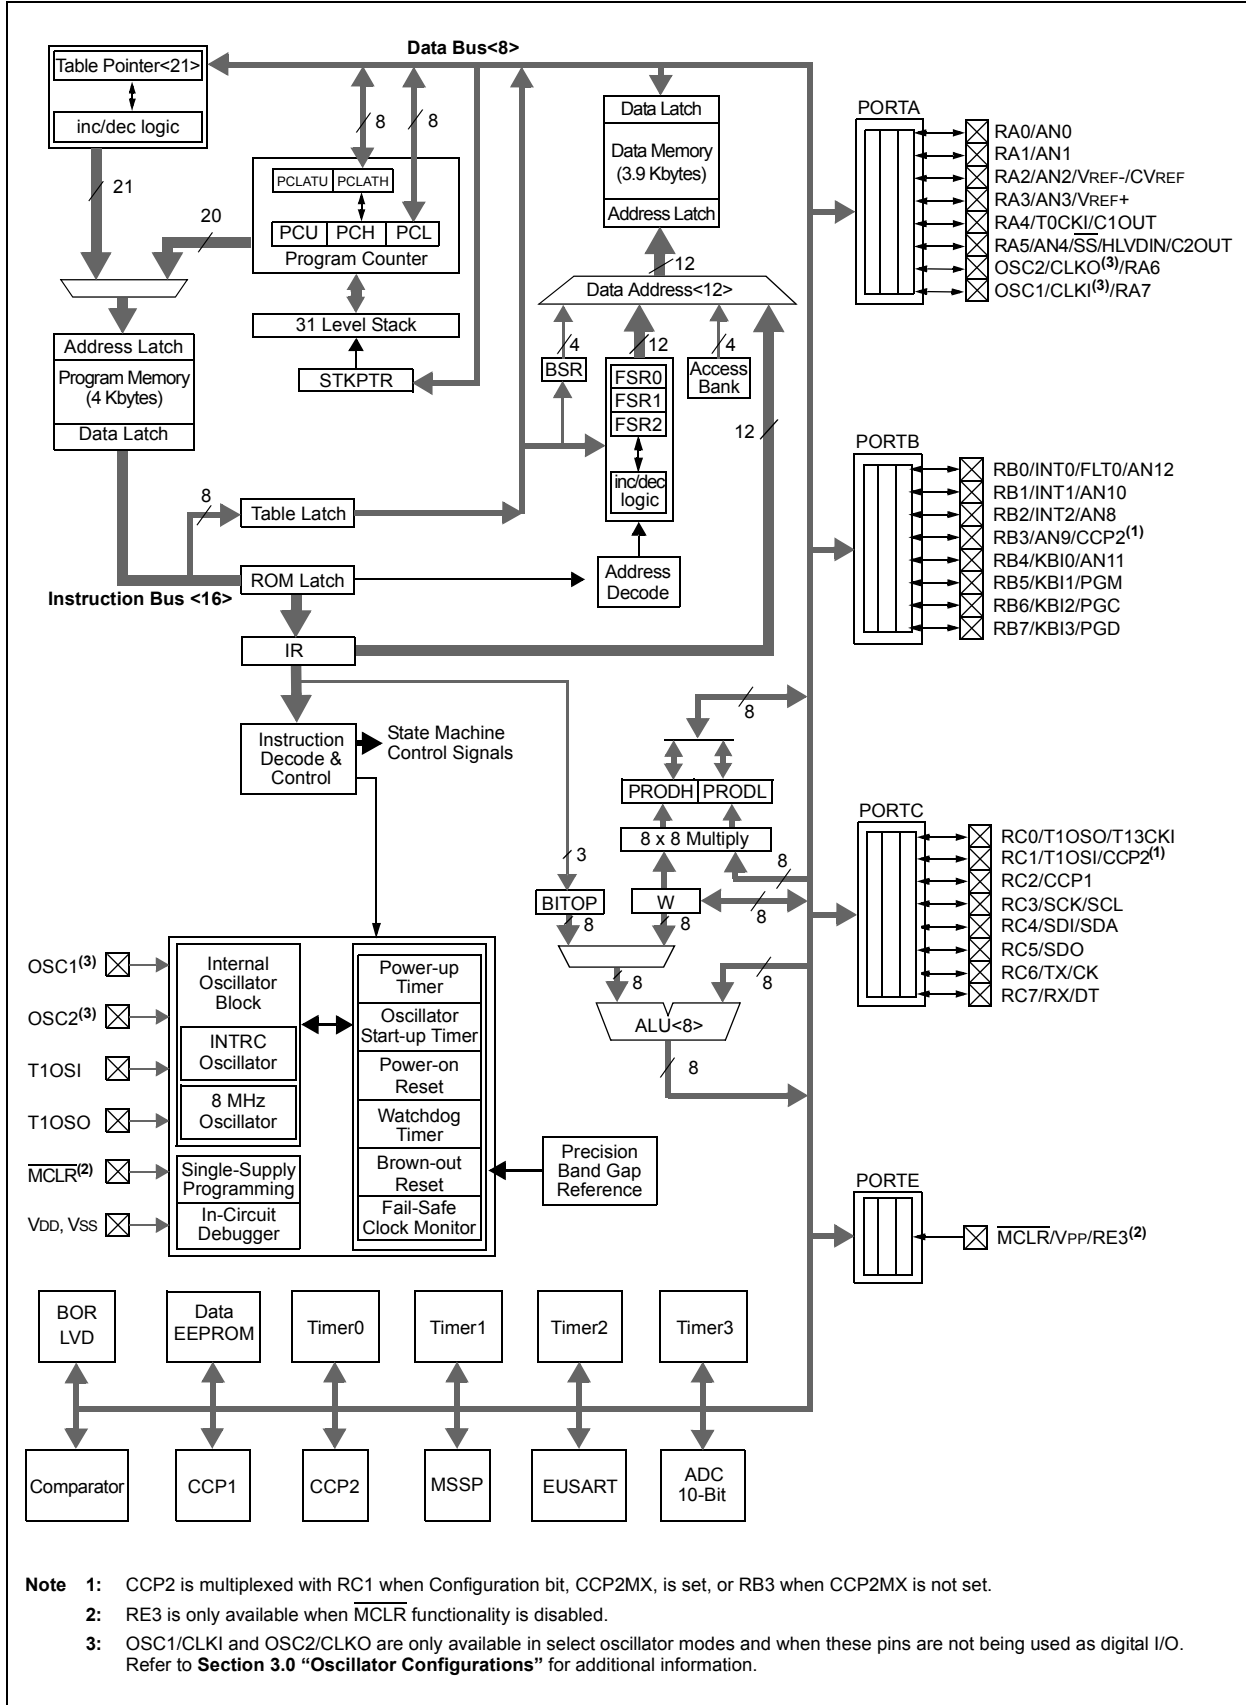 Data Bus<8>
Table Pointer<21>
inc/dec logic
21
8
8
PCLATU PCLATH
20
PCU PCH PCL
Program Counter
31 Level Stack
STKPTR
Data Latch
Data Memory
(3.9 Kbytes)
Address Latch
12
Data Address<12>
4
12
4
BSR
FSR0
FSR1
FSR2
inc/dec
logic
Access
Bank
12
Address Latch
Program Memory
(4 Kbytes)
Data Latch
8
Table Latch
ROM Latch
Instruction Bus <16>
Address
Decode
IR
Instruction
Decode &
Control
State Machine
Control Signals
8
PRODH PRODL
8 x 8 Multiply
3
8
BITOP
W
8
8
8
8
8
ALU<8>
8
OSC1(3)
OSC2(3)
T1OSI
T1OSO
MCLR(2)
VDD, VSS
Internal
Oscillator
Block
INTRC
Oscillator
8 MHz
Oscillator
Single-Supply
Programming
In-Circuit
Debugger
Power-up
Timer
Oscillator
Start-up Timer
Power-on
Reset
Watchdog
Timer
Brown-out
Reset
Fail-Safe
Clock Monitor
Precision
Band Gap
Reference
PORTA
RA0/AN0
RA1/AN1
RA2/AN2/VREF-/CVREF
RA3/AN3/VREF+
RA4/T0CKI/C1OUT
RA5/AN4/SS/HLVDIN/C2OUT
OSC2/CLKO(3)/RA6
OSC1/CLKI(3)/RA7
PORTB
RB0/INT0/FLT0/AN12
RB1/INT1/AN10
RB2/INT2/AN8
RB3/AN9/CCP2(1)
RB4/KBI0/AN11
RB5/KBI1/PGM
RB6/KBI2/PGC
RB7/KBI3/PGD
PORTC
RC0/T1OSO/T13CKI
RC1/T1OSI/CCP2(1)
RC2/CCP1
RC3/SCK/SCL
RC4/SDI/SDA
RC5/SDO
RC6/TX/CK
RC7/RX/DT
PORTE
MCLR/VPP/RE3(2)
BOR
LVD
Data
EEPROM
Timer0
Timer1
Timer2
Timer3
Comparator
CCP1
CCP2
MSSP
EUSART
ADC
10-Bit
Note 1: CCP2 is multiplexed with RC1 when Configuration bit, CCP2MX, is set, or RB3 when CCP2MX is not set.
2: RE3 is only available when MCLR functionality is disabled.
3: OSC1/CLKI and OSC2/CLKO are only available in select oscillator modes and when these pins are not being used as digital I/O.
Refer to Section 3.0 “Oscillator Configurations” for additional information.